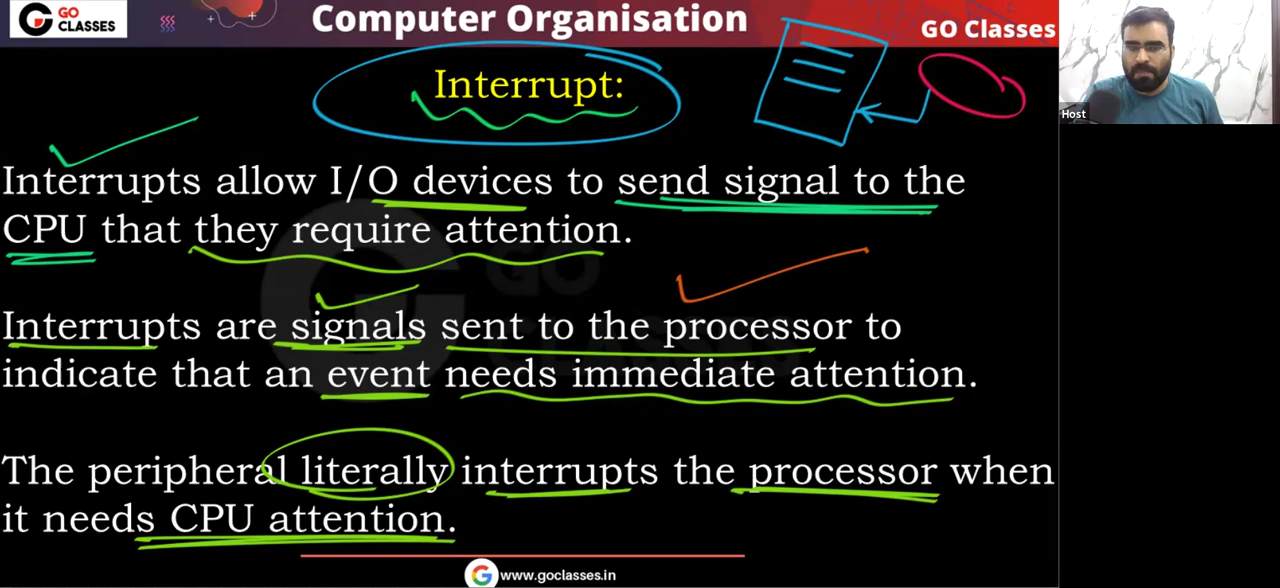 GO
CLASSES
Computer Organisation
GO Classes
Interrupt:
Host
Interrupts allow I/O devices to send signal to the
CPU that they require attention.
Interrupts are signals sent to the processor to
indicate that an event needs immediate attention.
The peripheral literally interrupts the processor when
it needs CPU attention.
www.goclasses.in